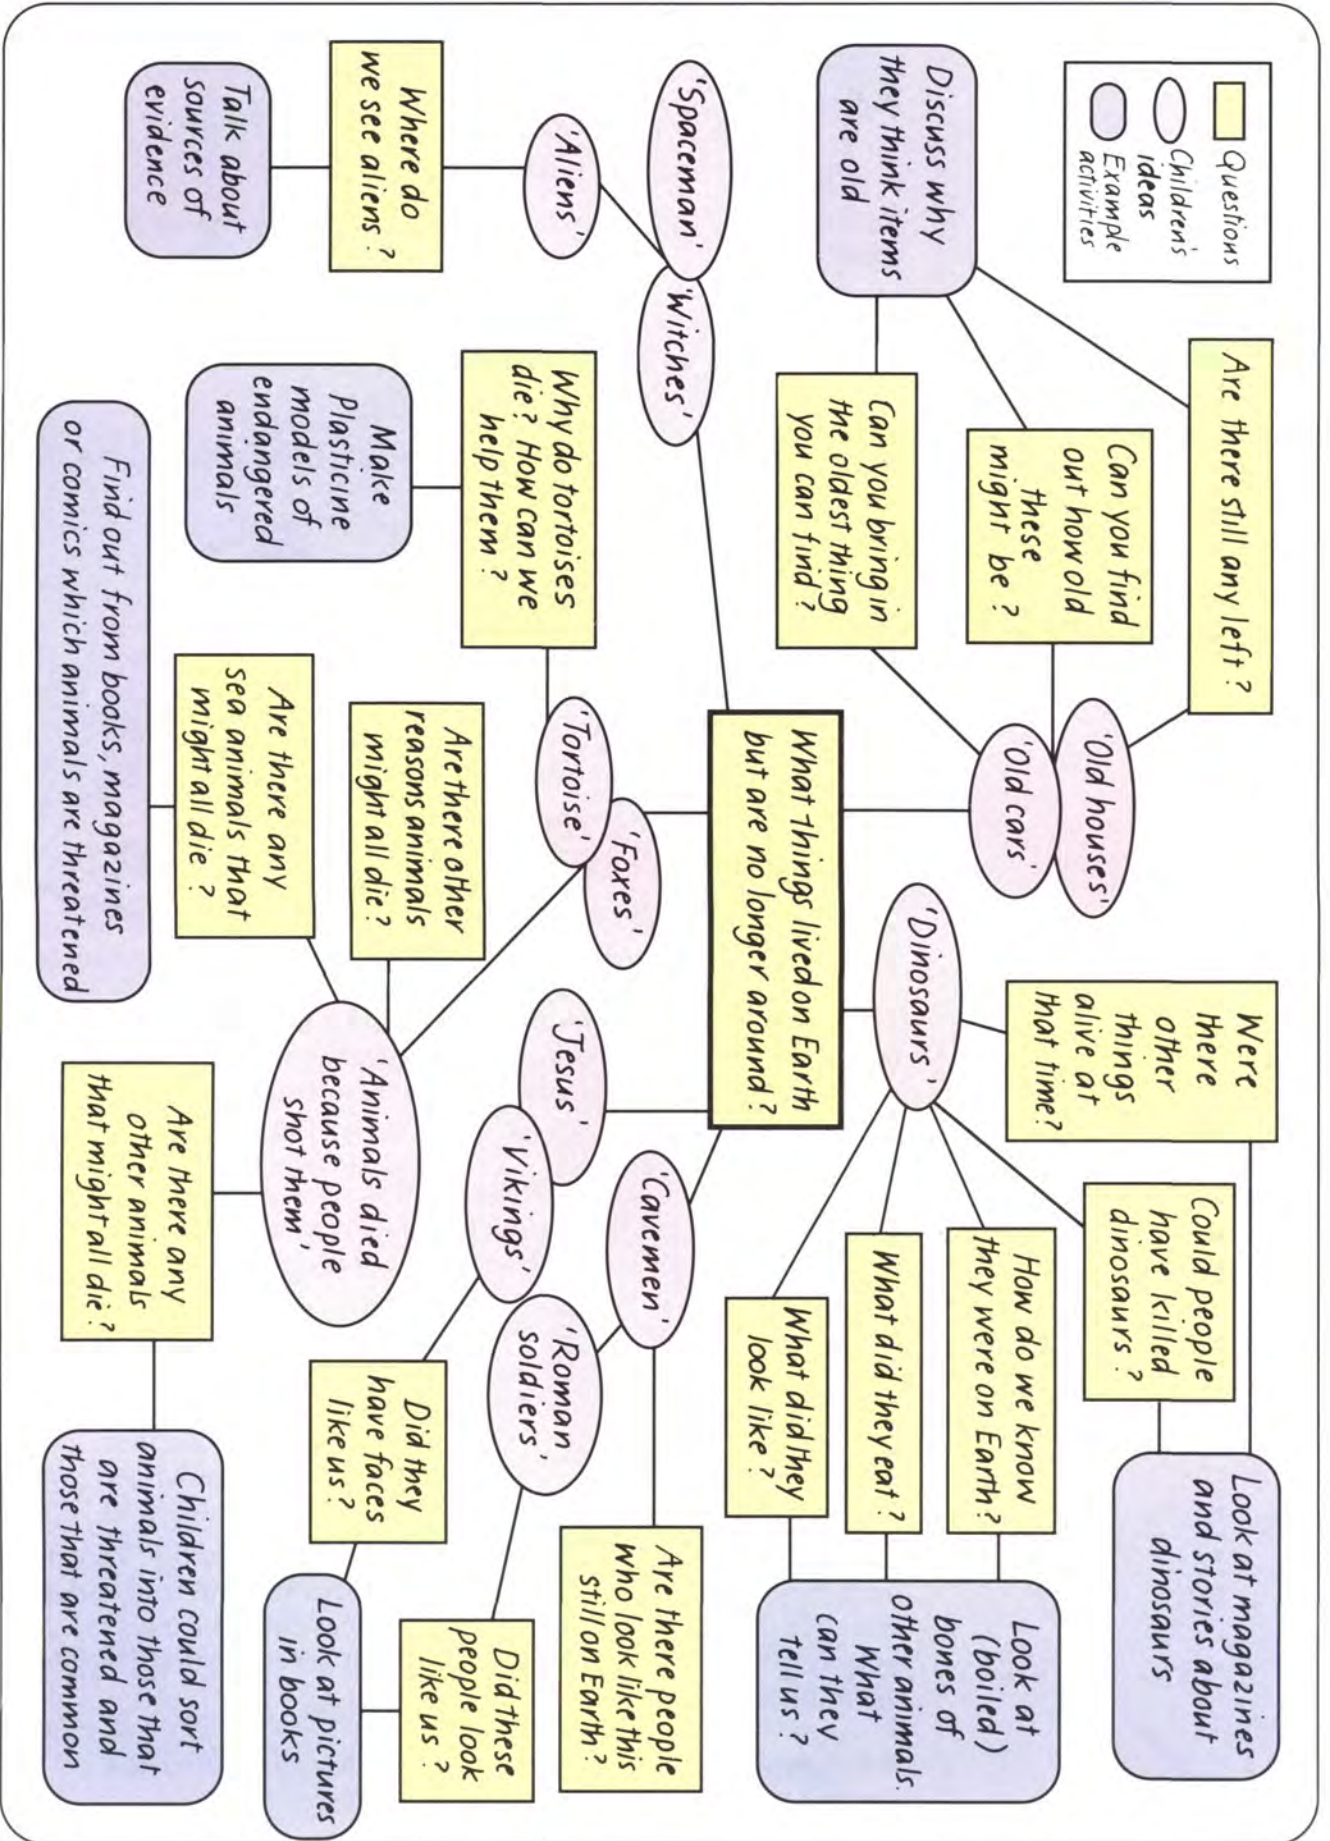 Questions
Children's
ideas
Example
activities
Are there still any left?
Were
there
other
things
alive at
that time?
Look at magazines
and stories about
dinosaurs
Discuss why
they think items
are old
Can you find
out how old
these
might be?
'Old houses'
Could people
have killed
dinosaurs?
Can you bring in
the oldest thing
you can find?
'Old cars'
'Dinosaurs'
How do we know
they were on Earth?
What did they eat?
What did they
look like?
Look at
(boiled)
bones of
other animals.
What
can they
tell us?
What things lived on Earth
but are no longer around?
'Spaceman'
'Witches'
'Aliens'
Where do
we see aliens?
Talk about
sources of
evidence
'Foxes'
'Tortoise'
Why do tortoises
die? How can we
help them?
Make
Plasticine
models of
endangered
animals
'Jesus'
'Vikings'
'Cavemen'
'Roman
soldiers'
Are there people
who look like this
still on Earth?
Did these
people look
like us?
Did they
have faces
like us?
Look at pictures
in books
Are there other
reasons animals
might all die?
'Animals died
because people
shot them'
Are there any
sea animals that
might all die?
Find out from books, magazines
or comics which animals are threatened
Are there any
other animals
that might all die?
Children could sort
animals into those that
are threatened and
those that are common